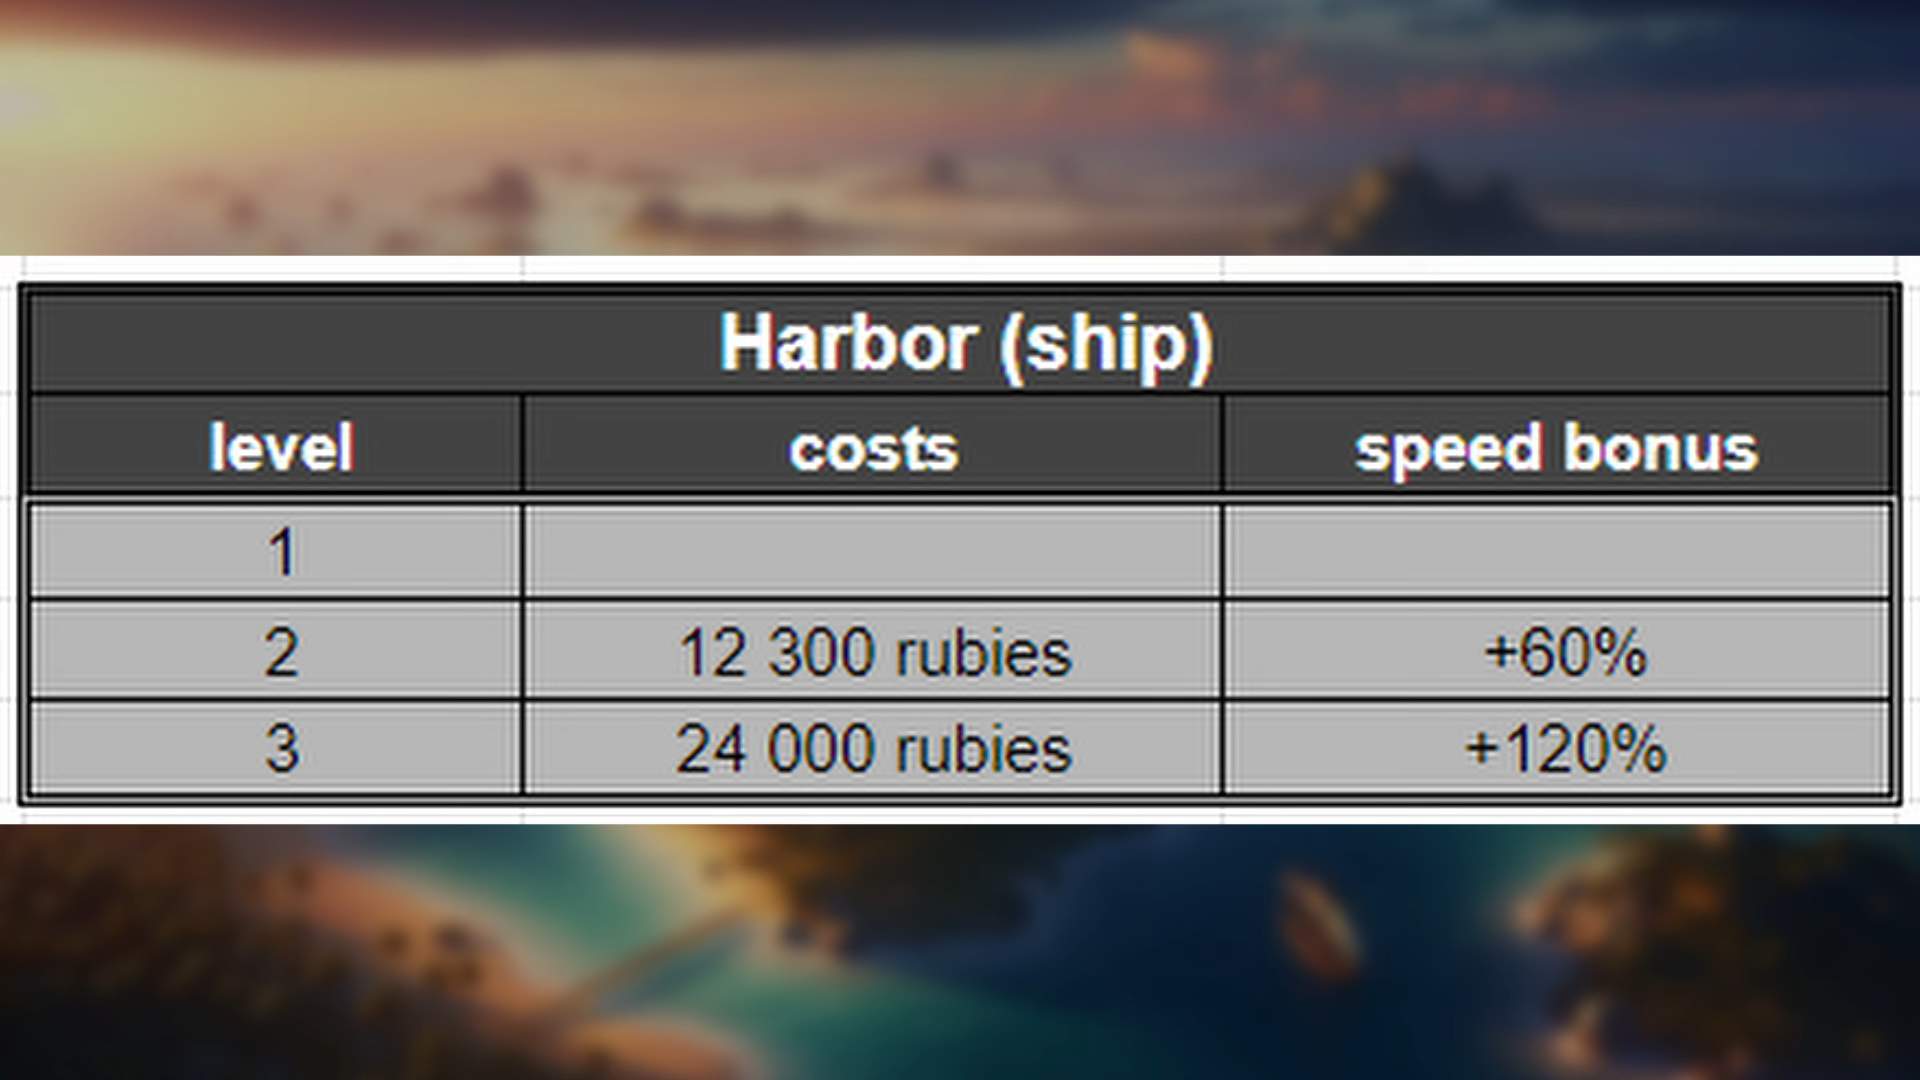 Harbor (ship)
level costs speed bonus
1
2 12 300 rubies +60%
3 24 000 rubies +120%